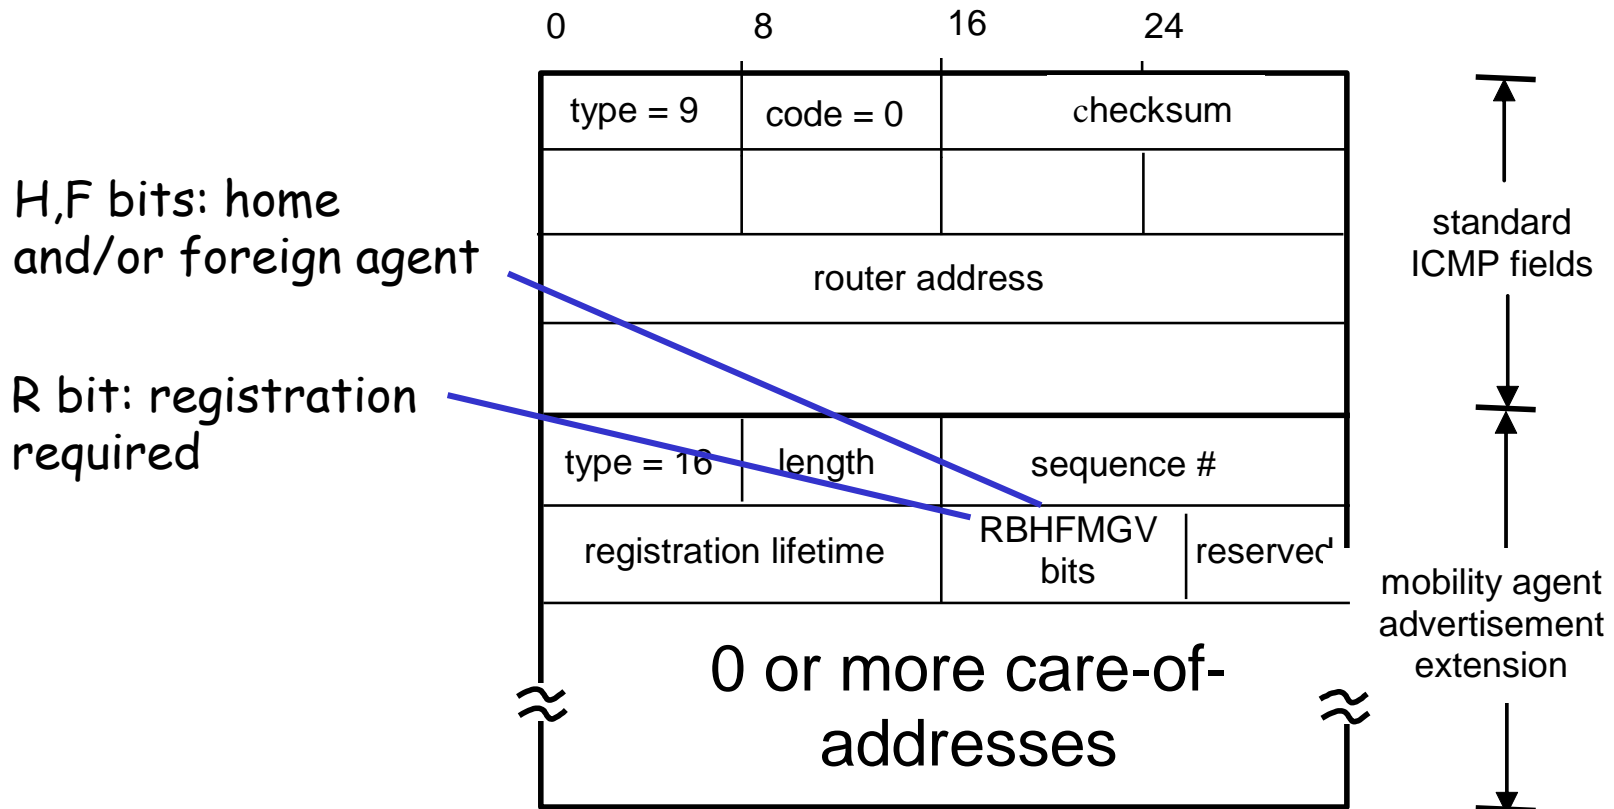 0 8 16 24
type = 9 code = 0 checksum
H,F bits: home
and/or foreign agent
standard
ICMP fields
router address
R bit: registration
required
type = 16 length sequence #
registration lifetime RBHFMGV
bits reserved
mobility agent
advertisement
extension
0 or more care-of-
addresses